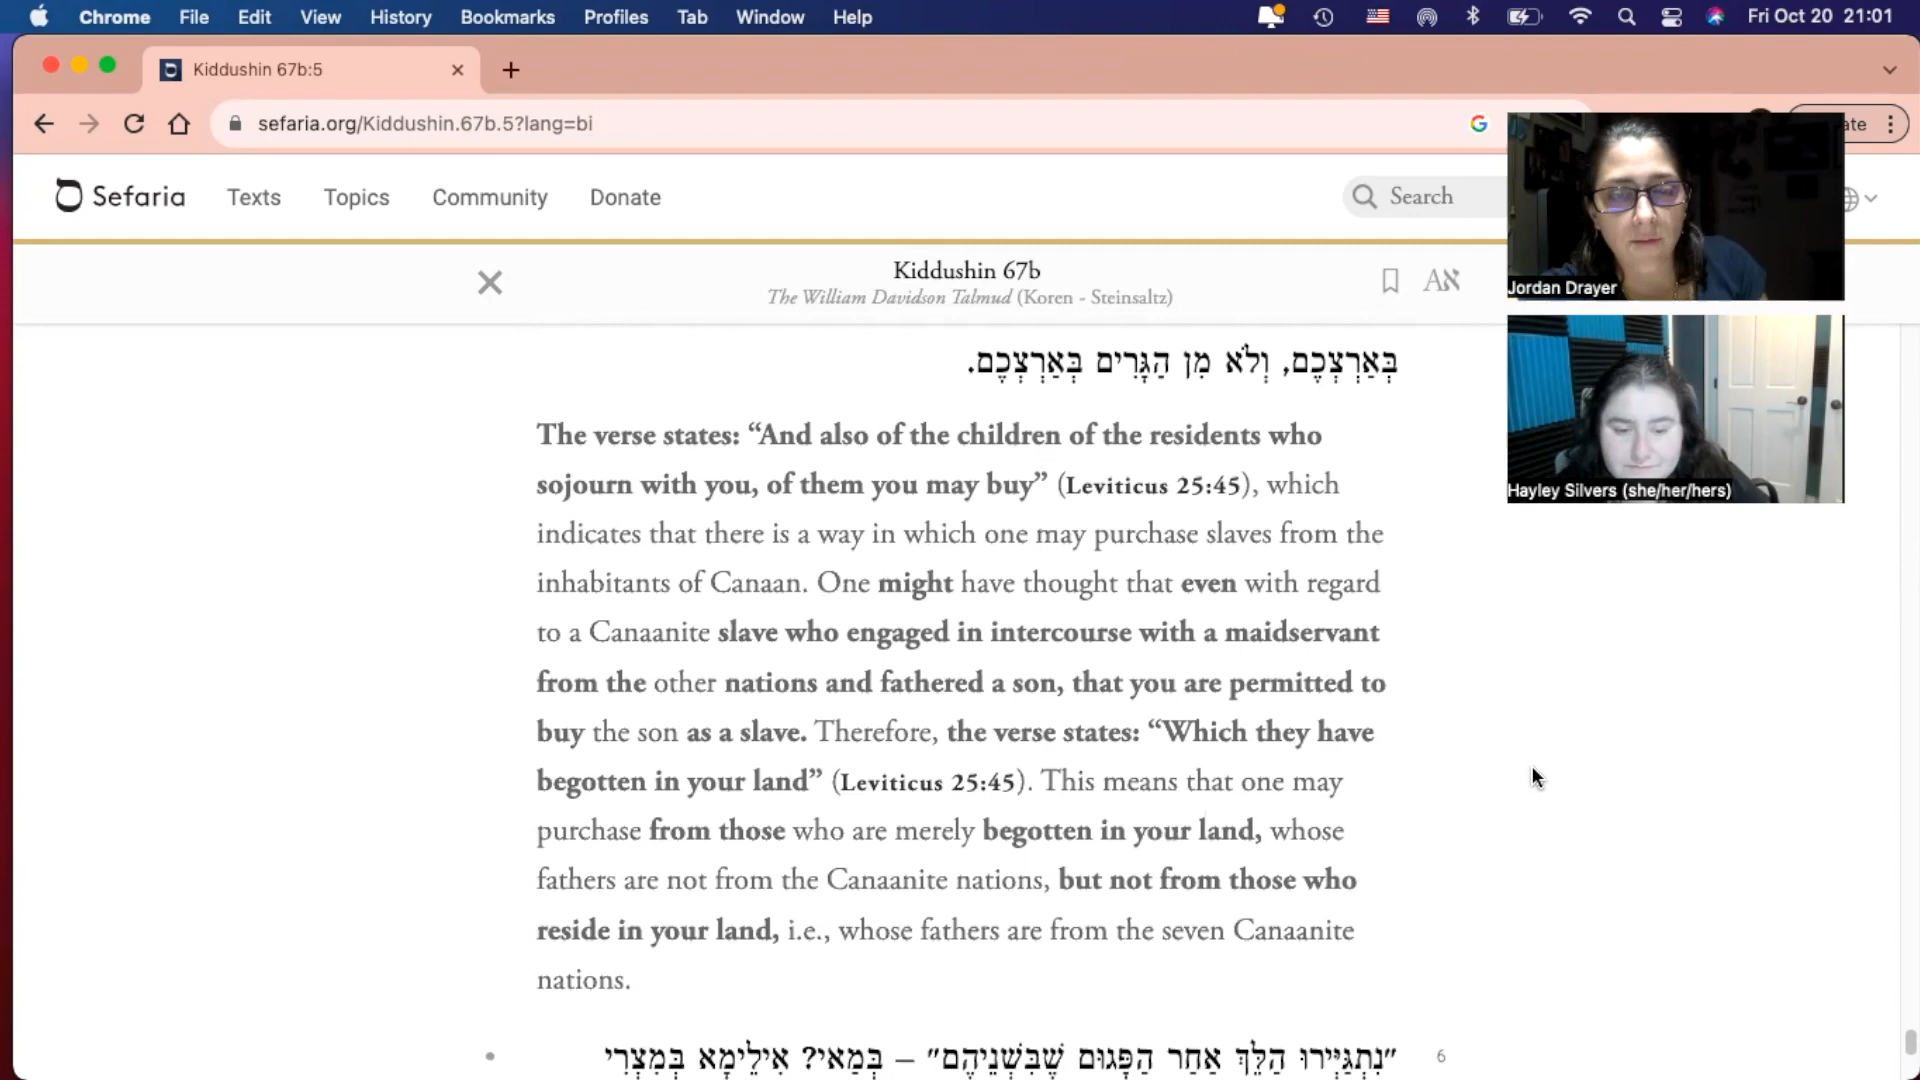 Chrome File Edit View History Bookmarks Profiles Tab Window Help Fri Oct 20 21:01
Kiddushin 67b:5
sefaria.org/Kiddushin.67b.5?lang=bi
Sefaria Texts Topics Community Donate Search
Kiddushin 67b
The William Davidson Talmud (Koren - Steinsaltz)
Aא
Jordan Drayer
Hayley Silvers (she/her/hers)
בְּאַרְצְכֶם, וְלֹא מִן הַגָּרִים בְּאַרְצְכֶם.
The verse states: “And also of the children of the residents who
sojourn with you, of them you may buy” (Leviticus 25:45), which
indicates that there is a way in which one may purchase slaves from the
inhabitants of Canaan. One might have thought that even with regard
to a Canaanite slave who engaged in intercourse with a maidservant
from the other nations and fathered a son, that you are permitted to
buy the son as a slave. Therefore, the verse states: “Which they have
begotten in your land” (Leviticus 25:45). This means that one may
purchase from those who are merely begotten in your land, whose
fathers are not from the Canaanite nations, but not from those who
reside in your land, i.e., whose fathers are from the seven Canaanite
nations.
״נִתְגַּיְּירוּ הַלֵּךְ אַחַר הַפָּגוּם שֶׁבִּשְׁנֵיהֶם״ – בְּמַאי? אִילֵימָא בְּמִצְרִי 6